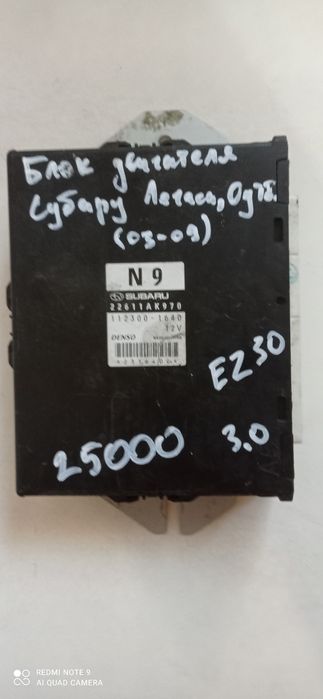 Блок двигателя
Субару Легаси, Аутб.
(03-09)
N 9
SUBARU
22611AK970
112300-1640
12V
DENSO
EZ30
25000
3.0
REDMI NOTE 9
AI QUAD CAMERA